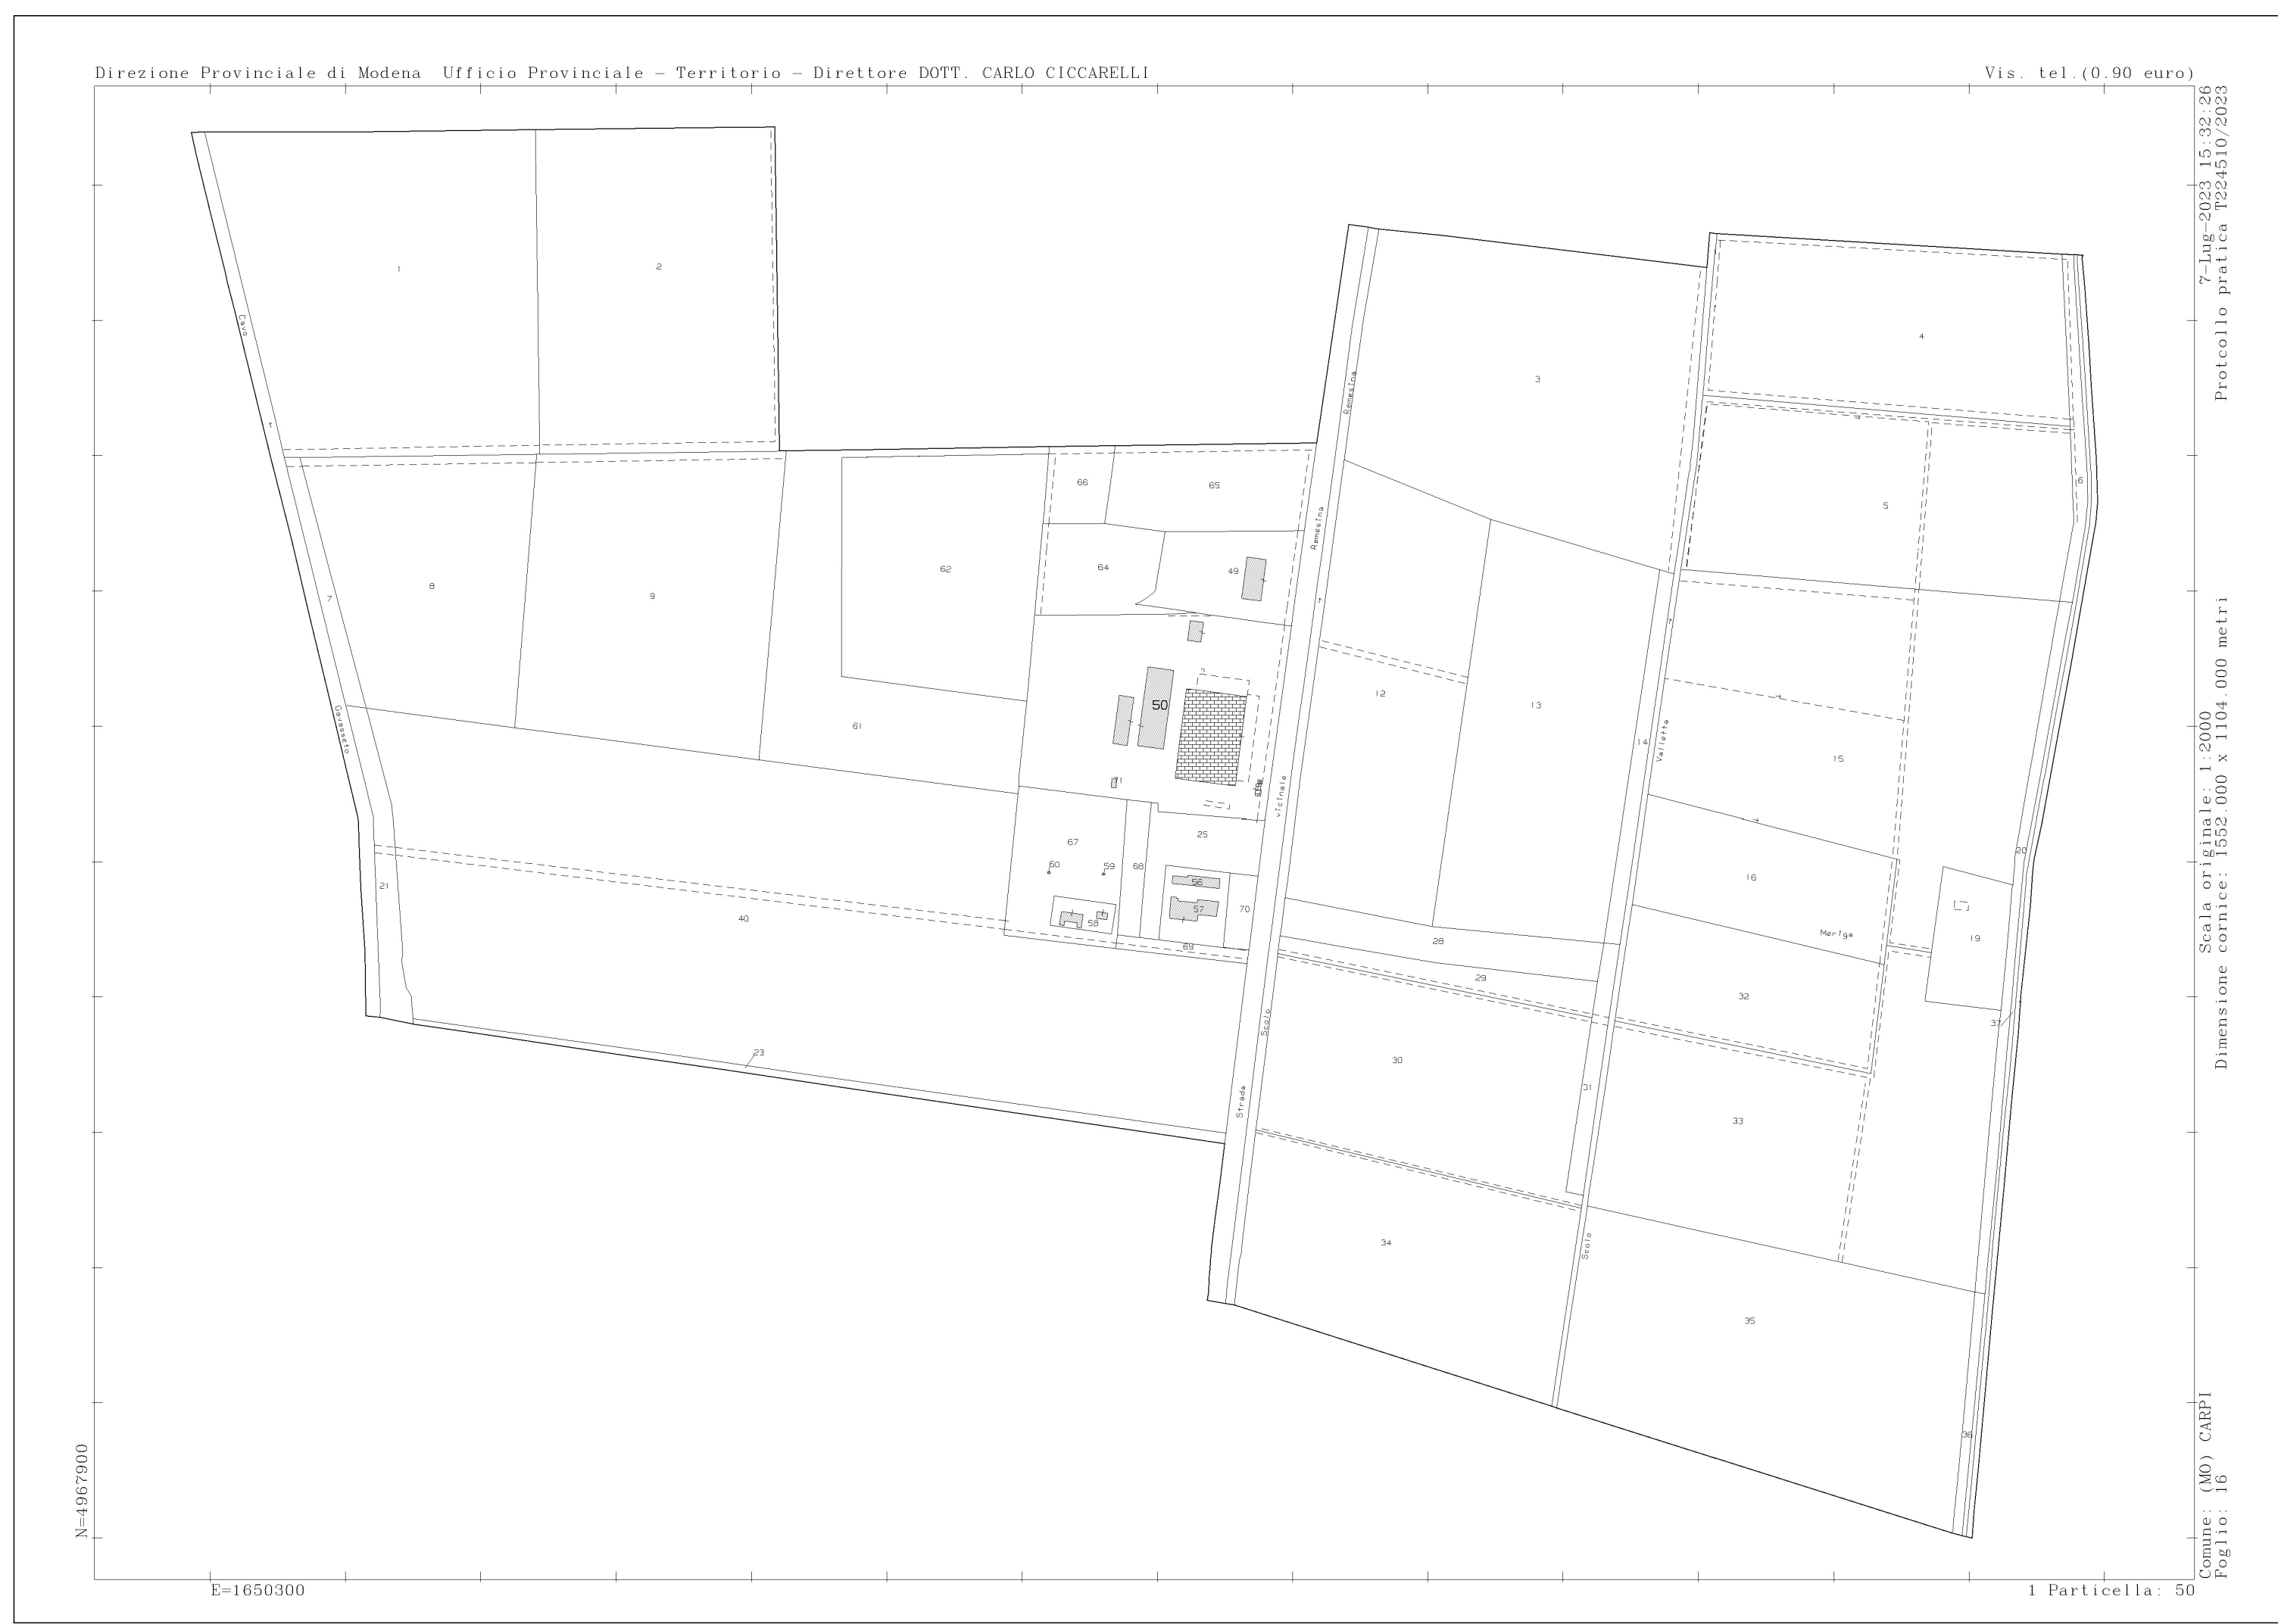 Direzione Provinciale di Modena Ufficio Provinciale - Territorio - Direttore DOTT. CARLO CICCARELLI
Vis. tel.(0.90 euro)
7-Lug-2023 15:32:26
Protcollo pratica T224510/2023
Scala originale: 1:2000
Dimensione cornice: 1552.000 x 1104.000 metri
Comune: (MO) CARPI
Foglio: 16
1 Particella: 50
E=1650300
N=4967900
1
2
Cavo
3
4
Remesina
66
65
6
5
Remesina
62
64
49
8
7
9
12
13
50
61
Gavasseto
14
Valletta
15
71
vicinale
25
67
60
59
68
20
16
56
21
57
70
40
58
69
28
Meriga
19
29
32
37
Scolo
23
30
31
Strada
33
34
Scolo
35
36